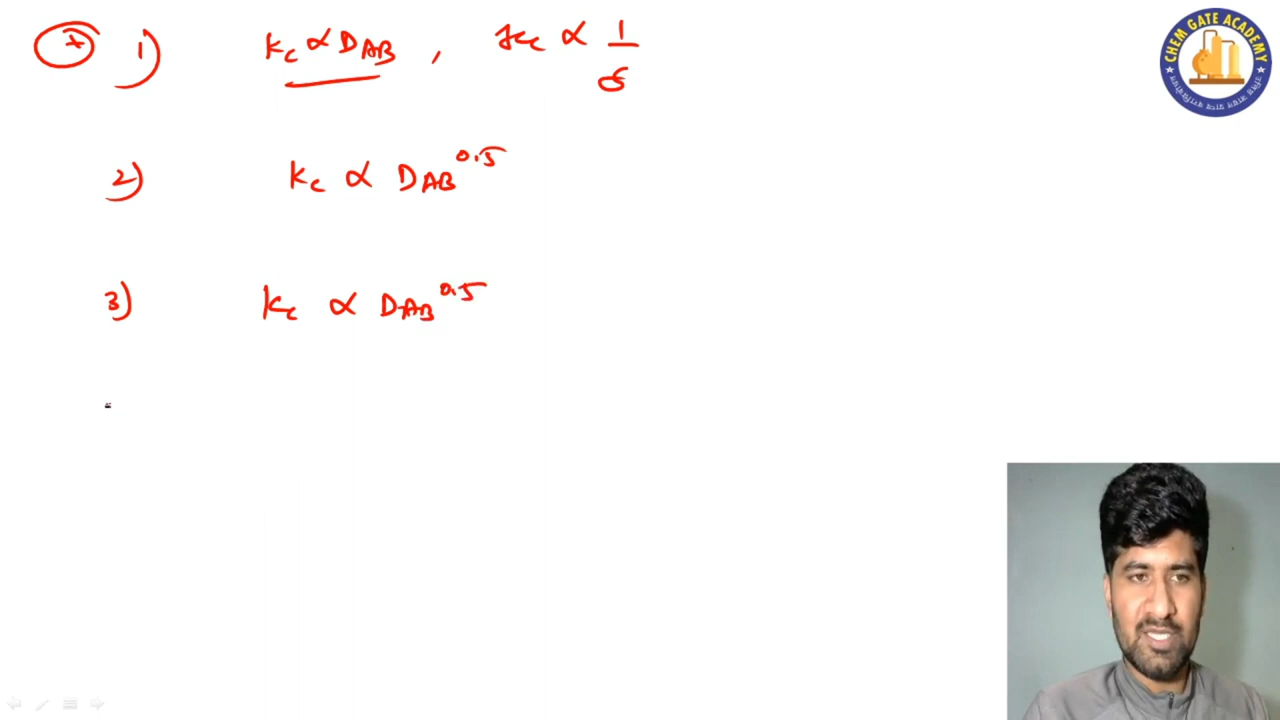 * 1) kc ∝ DAB , kc ∝ 1/δ
2) kc ∝ DAB^0.5
3) kc ∝ DAB^0.5
CHEM GATE ACADEMY